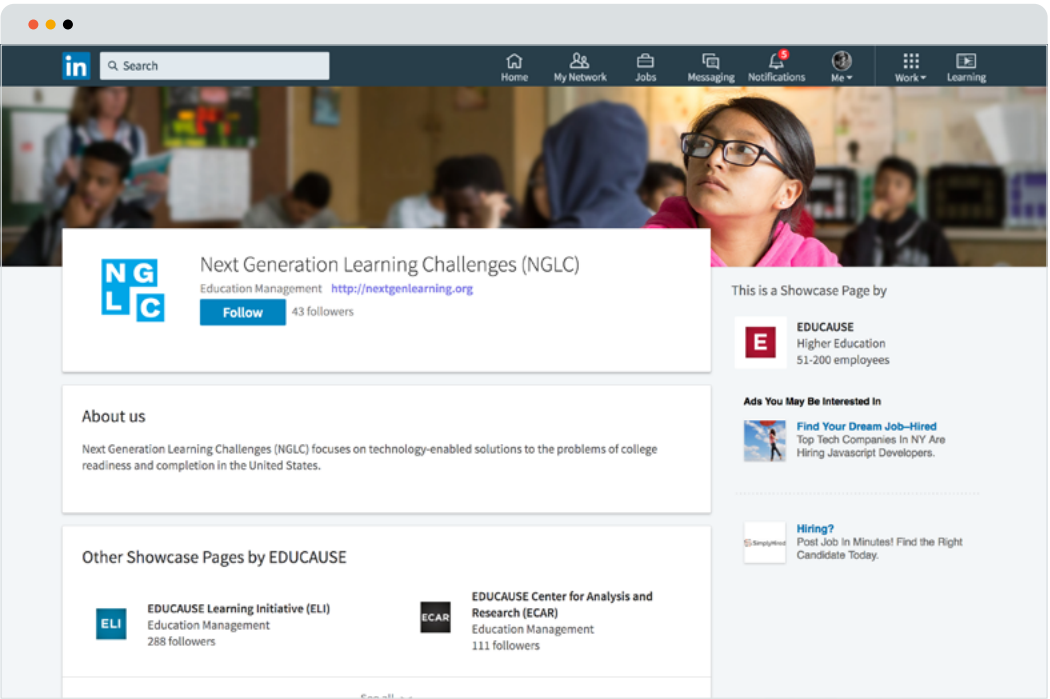 in
Search
Home
My Network
Jobs
Messaging
5
Notifications
Me
Work
Learning
N G
L C
Next Generation Learning Challenges (NGLC)
Education Management http://nextgenlearning.org
Follow 43 followers
This is a Showcase Page by
E
EDUCAUSE
Higher Education
51-200 employees
Ads You May Be Interested In
Find Your Dream Job–Hired
Top Tech Companies In NY Are
Hiring Javascript Developers.
SimplyHired
Hiring?
Post Job In Minutes! Find the Right
Candidate Today.
About us
Next Generation Learning Challenges (NGLC) focuses on technology-enabled solutions to the problems of college
readiness and completion in the United States.
Other Showcase Pages by EDUCAUSE
ELI
EDUCAUSE Learning Initiative (ELI)
Education Management
288 followers
ECAR
EDUCAUSE Center for Analysis and
Research (ECAR)
Education Management
111 followers